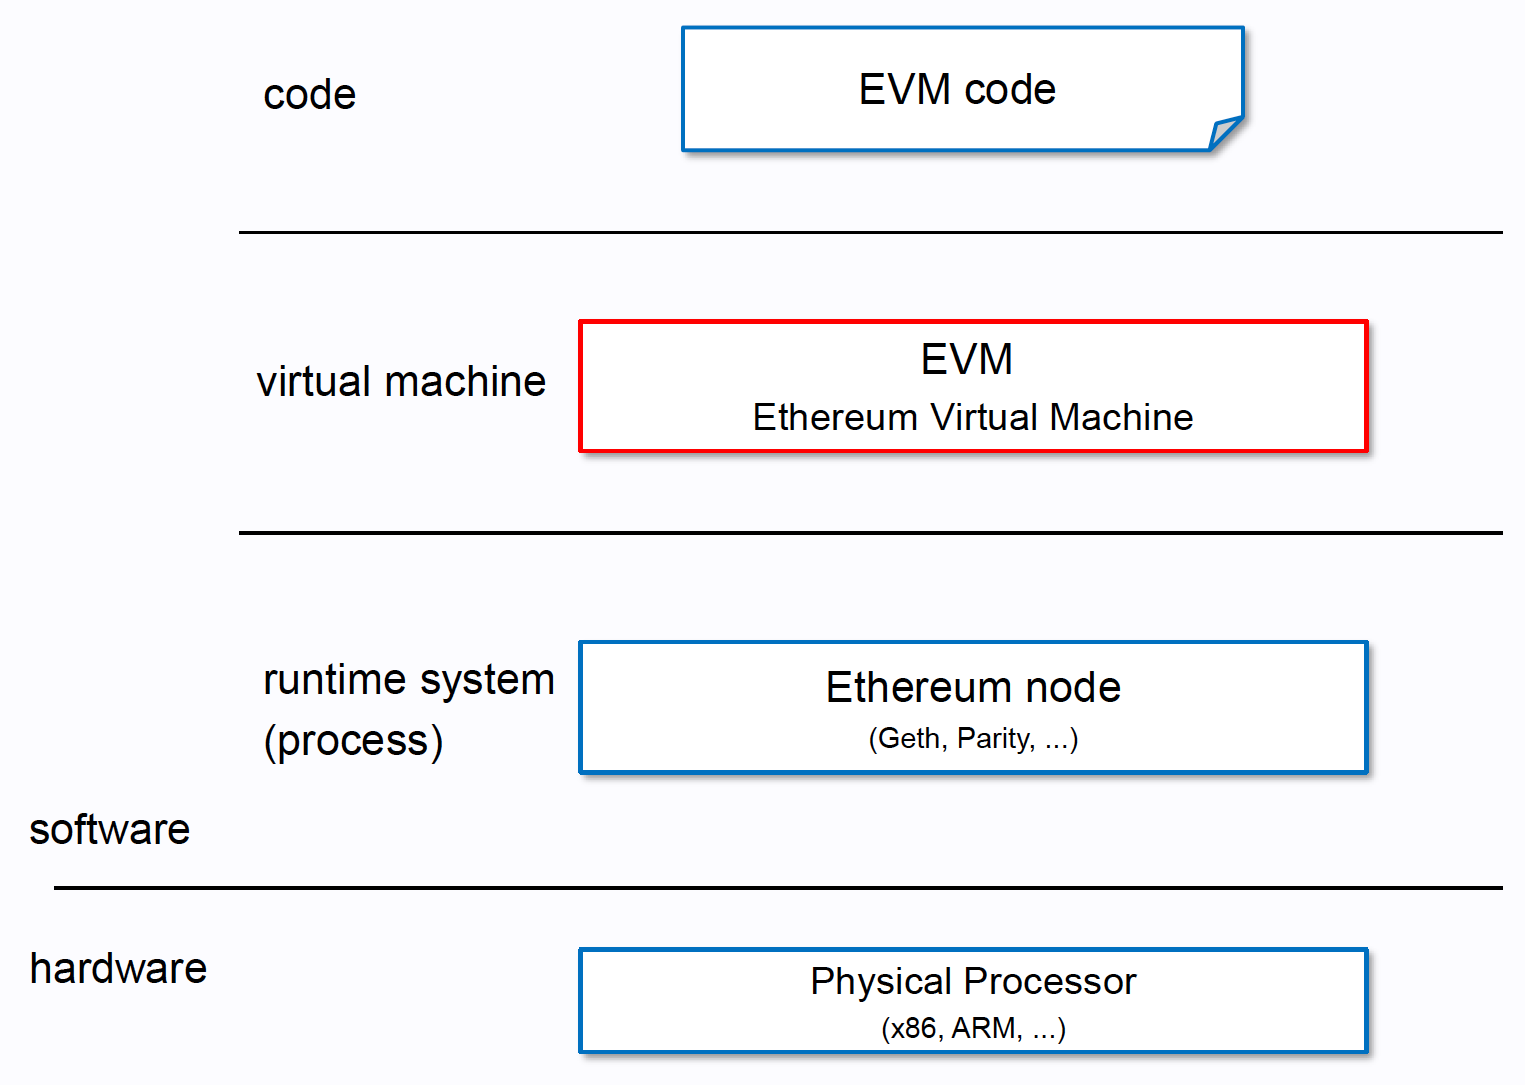 code
EVM code
virtual machine
EVM
Ethereum Virtual Machine
runtime system
(process)
Ethereum node
(Geth, Parity, ...)
software
hardware
Physical Processor
(x86, ARM, ...)